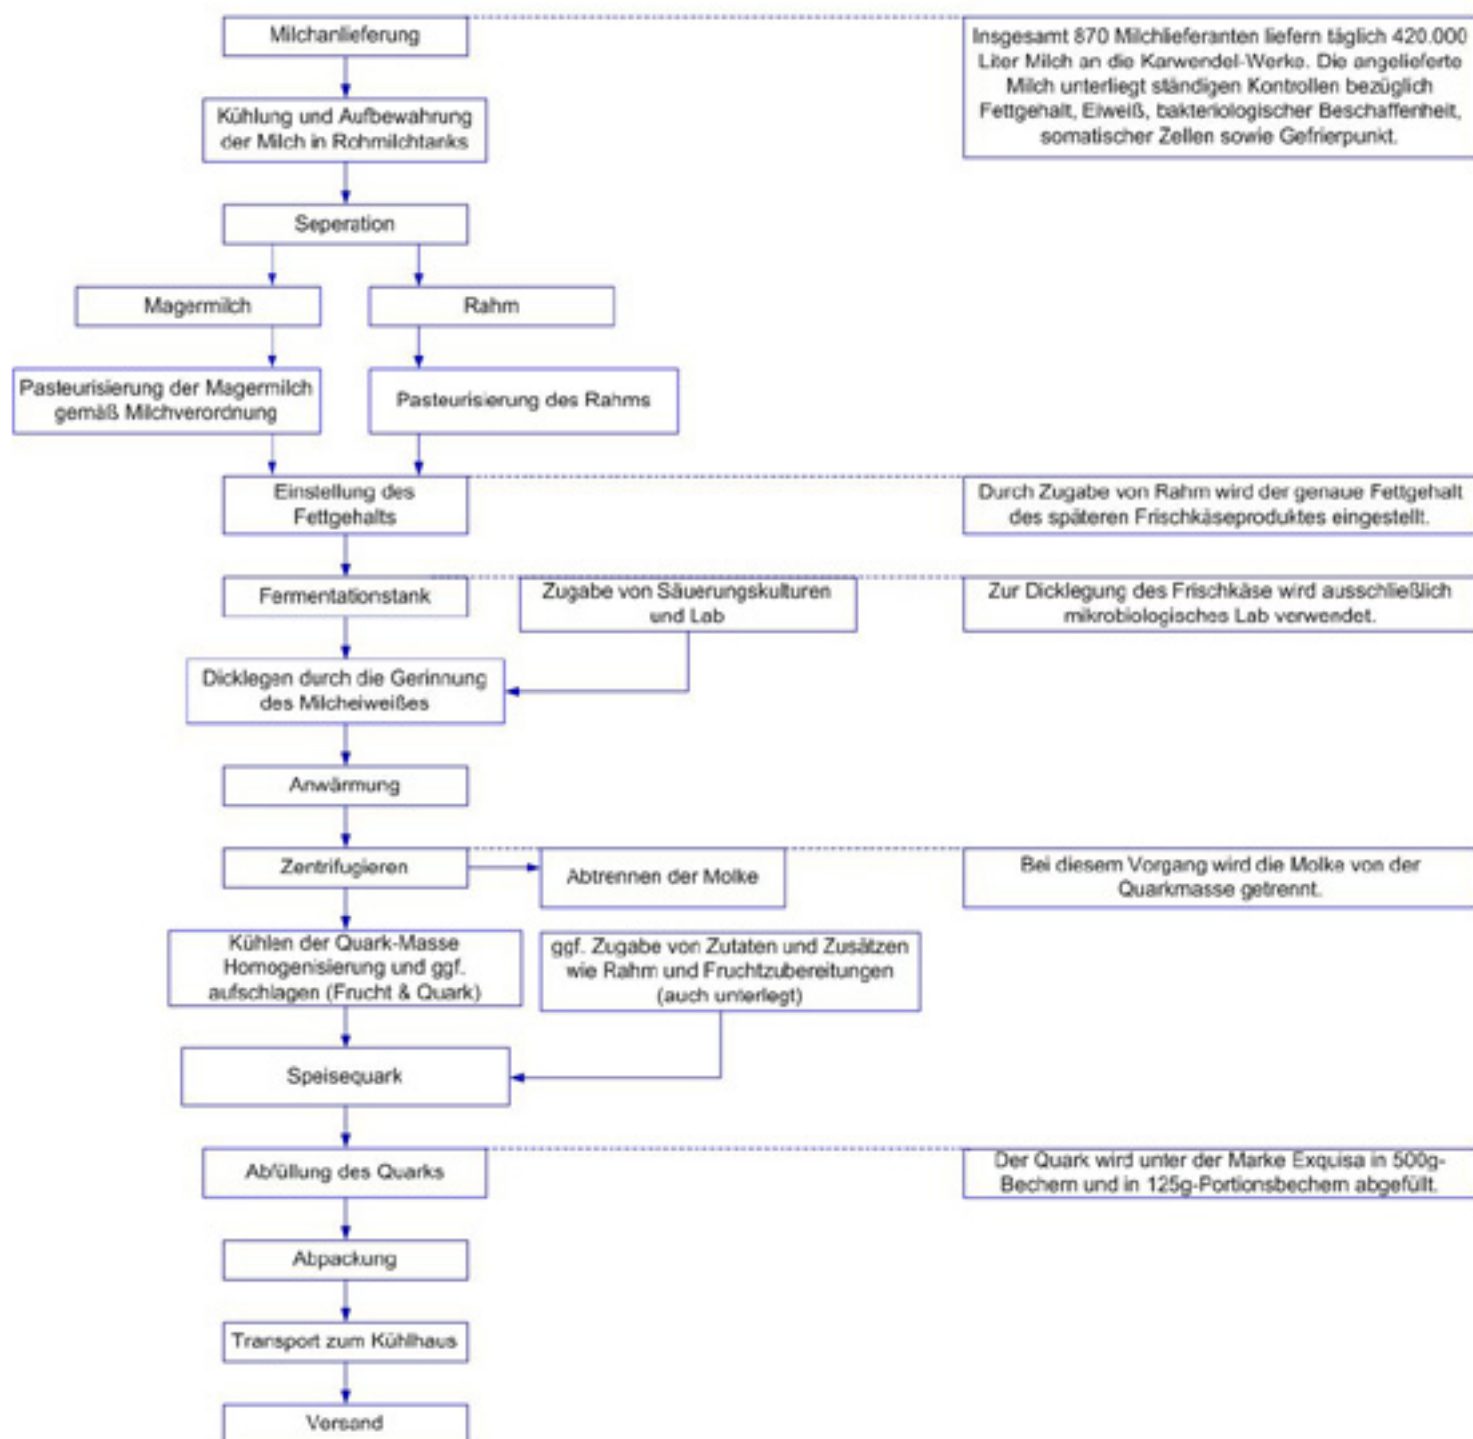 Milchanlieferung
Insgesamt 870 Milchlieferanten liefern täglich 420.000
Liter Milch an die Karwendel-Werke. Die angelieferte
Milch unterliegt ständigen Kontrollen bezüglich
Fettgehalt, Eiweiß, bakteriologischer Beschaffenheit,
somatischer Zellen sowie Gefrierpunkt.
Kühlung und Aufbewahrung
der Milch in Rohmilchtanks
Seperation
Magermilch
Rahm
Pasteurisierung der Magermilch
gemäß Milchverordnung
Pasteurisierung des Rahms
Einstellung des
Fettgehalts
Durch Zugabe von Rahm wird der genaue Fettgehalt
des späteren Frischkäseproduktes eingestellt.
Fermentationstank
Zugabe von Säuerungskulturen
und Lab
Zur Dicklegung des Frischkäse wird ausschließlich
mikrobiologisches Lab verwendet.
Dicklegen durch die Gerinnung
des Milcheiweißes
Anwärmung
Zentrifugieren
Abtrennen der Molke
Bei diesem Vorgang wird die Molke von der
Quarkmasse getrennt.
Kühlen der Quark-Masse
Homogenisierung und ggf.
aufschlagen (Frucht & Quark)
ggf. Zugabe von Zutaten und Zusätzen
wie Rahm und Fruchtzubereitungen
(auch unterlegt)
Speisequark
Abfüllung des Quarks
Der Quark wird unter der Marke Exquisa in 500g-
Bechern und in 125g-Portionsbechern abgefüllt.
Abpackung
Transport zum Kühlhaus
Versand